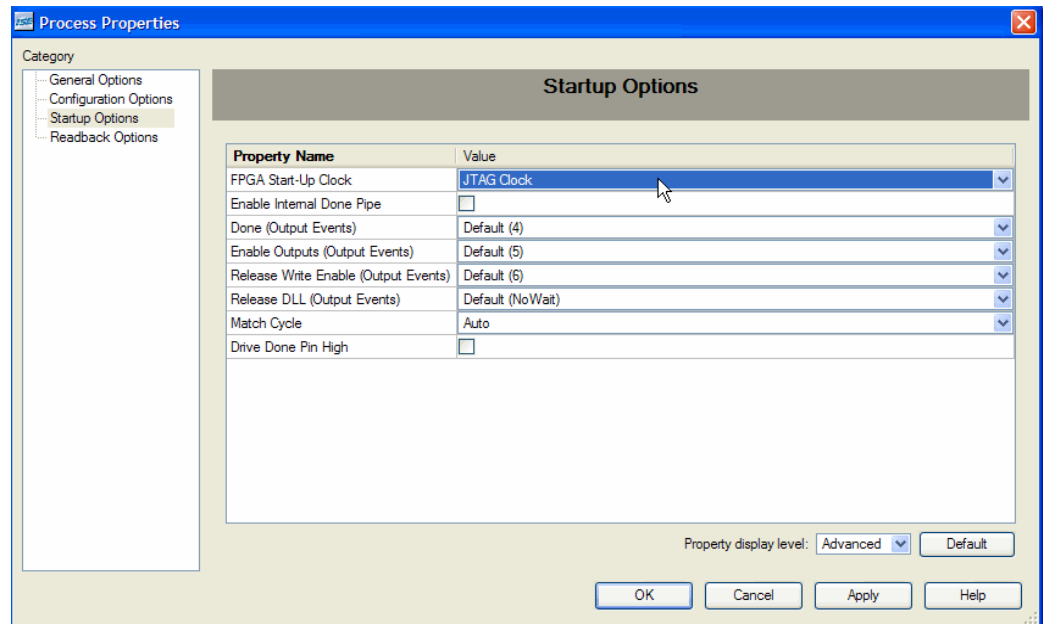 ISE Process Properties
Category
General Options
Configuration Options
Startup Options
Readback Options
Startup Options
Property Name Value
FPGA Start-Up Clock JTAG Clock
Enable Internal Done Pipe
Done (Output Events) Default (4)
Enable Outputs (Output Events) Default (5)
Release Write Enable (Output Events) Default (6)
Release DLL (Output Events) Default (NoWait)
Match Cycle Auto
Drive Done Pin High
Property display level: Advanced Default
OK Cancel Apply Help